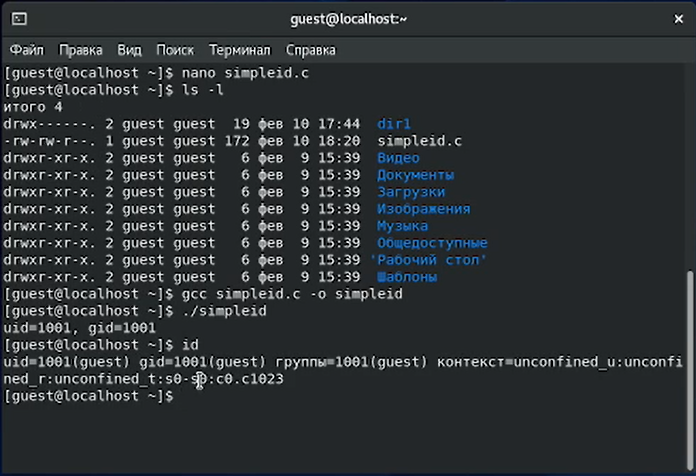 guest@localhost:~
Файл Правка Вид Поиск Терминал Справка
[guest@localhost ~]$ nano simpleid.c
[guest@localhost ~]$ ls -l
итого 4
drwx------. 2 guest guest  19 фев 10 17:44 dir1
-rw-rw-r--. 1 guest guest 172 фев 10 18:20 simpleid.c
drwxr-xr-x. 2 guest guest   6 фев  9 15:39 Видео
drwxr-xr-x. 2 guest guest   6 фев  9 15:39 Документы
drwxr-xr-x. 2 guest guest   6 фев  9 15:39 Загрузки
drwxr-xr-x. 2 guest guest   6 фев  9 15:39 Изображения
drwxr-xr-x. 2 guest guest   6 фев  9 15:39 Музыка
drwxr-xr-x. 2 guest guest   6 фев  9 15:39 Общедоступные
drwxr-xr-x. 2 guest guest   6 фев  9 15:39 'Рабочий стол'
drwxr-xr-x. 2 guest guest   6 фев  9 15:39 Шаблоны
[guest@localhost ~]$ gcc simpleid.c -o simpleid
[guest@localhost ~]$ ./simpleid
uid=1001, gid=1001
[guest@localhost ~]$ id
uid=1001(guest) gid=1001(guest) группы=1001(guest) контекст=unconfined_u:unconfi
ned_r:unconfined_t:s0-s0:c0.c1023
[guest@localhost ~]$